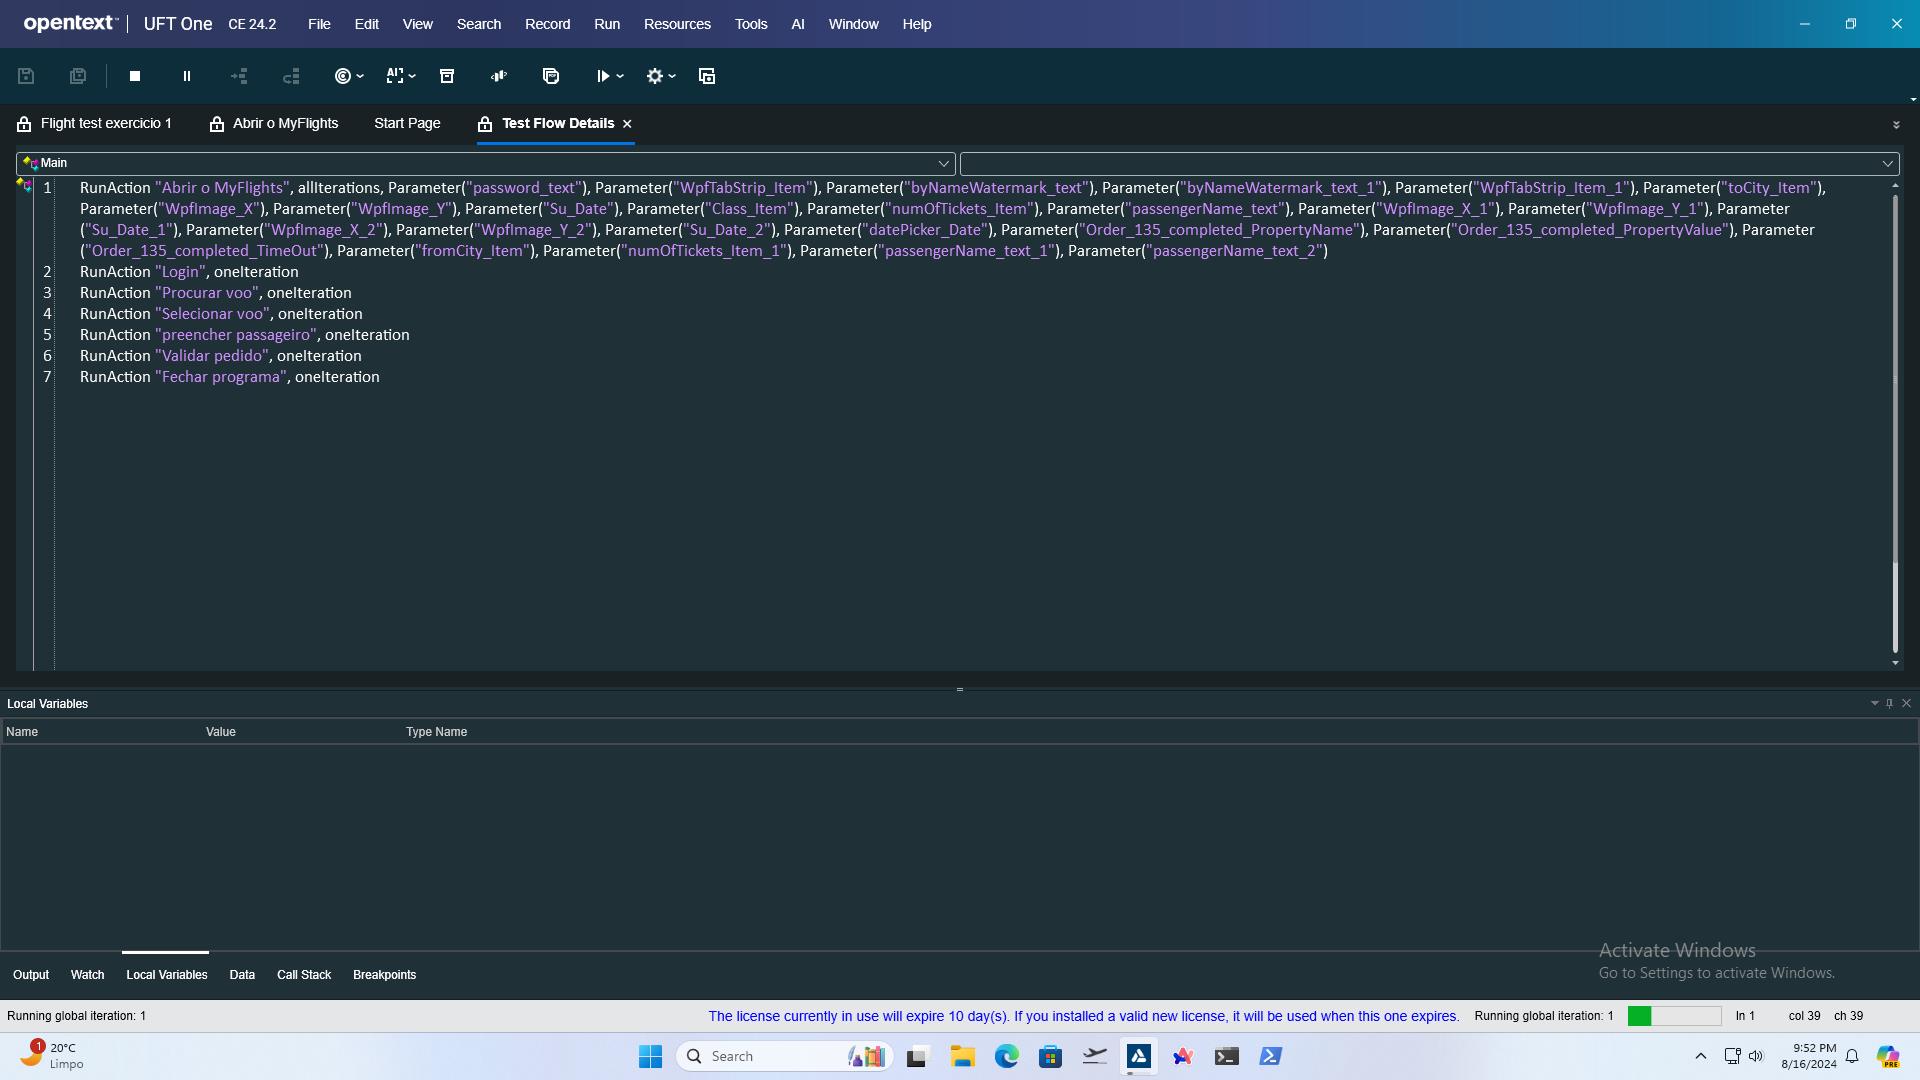 opentext™ | UFT One CE 24.2 File Edit View Search Record Run Resources Tools AI Window Help
Flight test exercicio 1 Abrir o MyFlights Start Page Test Flow Details
Main
1 RunAction "Abrir o MyFlights", allIterations, Parameter("password_text"), Parameter("WpfTabStrip_Item"), Parameter("byNameWatermark_text"), Parameter("byNameWatermark_text_1"), Parameter("WpfTabStrip_Item_1"), Parameter("toCity_Item"),
Parameter("WpfImage_X"), Parameter("WpfImage_Y"), Parameter("Su_Date"), Parameter("Class_Item"), Parameter("numOfTickets_Item"), Parameter("passengerName_text"), Parameter("WpfImage_X_1"), Parameter("WpfImage_Y_1"), Parameter
("Su_Date_1"), Parameter("WpfImage_X_2"), Parameter("WpfImage_Y_2"), Parameter("Su_Date_2"), Parameter("datePicker_Date"), Parameter("Order_135_completed_PropertyName"), Parameter("Order_135_completed_PropertyValue"), Parameter
("Order_135_completed_TimeOut"), Parameter("fromCity_Item"), Parameter("numOfTickets_Item_1"), Parameter("passengerName_text_1"), Parameter("passengerName_text_2")
2 RunAction "Login", oneIteration
3 RunAction "Procurar voo", oneIteration
4 RunAction "Selecionar voo", oneIteration
5 RunAction "preencher passageiro", oneIteration
6 RunAction "Validar pedido", oneIteration
7 RunAction "Fechar programa", oneIteration
Local Variables
Name Value Type Name
Activate Windows
Go to Settings to activate Windows.
Output Watch Local Variables Data Call Stack Breakpoints
Running global iteration: 1 The license currently in use will expire 10 day(s). If you installed a valid new license, it will be used when this one expires. Running global iteration: 1 ln 1 col 39 ch 39
1 20°C
Limpo
Search
9:52 PM
8/16/2024
PRE